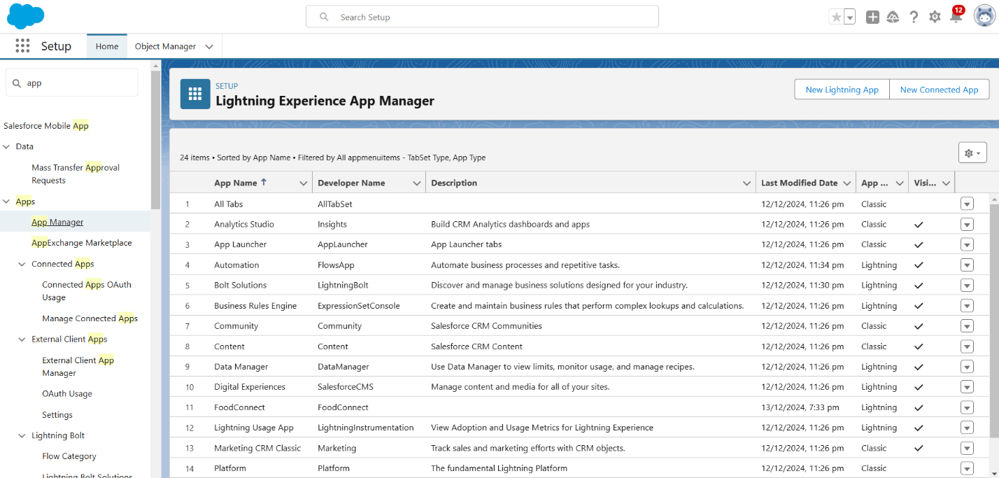 Search Setup
12
Setup
Home
Object Manager
app
Salesforce Mobile App
Data
Mass Transfer Approval
Requests
Apps
App Manager
AppExchange Marketplace
Connected Apps
Connected Apps OAuth
Usage
Manage Connected Apps
External Client Apps
External Client App
Manager
OAuth Usage
Settings
Lightning Bolt
Flow Category
Lightning Bolt Solutions
SETUP
Lightning Experience App Manager
New Lightning App
New Connected App
24 items • Sorted by App Name • Filtered by All appmenuitems - TabSet Type, App Type
App Name ↑ Developer Name Description Last Modified Date App ... Visi...
1 All Tabs AllTabSet 12/12/2024, 11:26 pm Classic
2 Analytics Studio Insights Build CRM Analytics dashboards and apps 12/12/2024, 11:26 pm Classic
3 App Launcher AppLauncher App Launcher tabs 12/12/2024, 11:26 pm Classic
4 Automation FlowsApp Automate business processes and repetitive tasks. 12/12/2024, 11:34 pm Lightning
5 Bolt Solutions LightningBolt Discover and manage business solutions designed for your industry. 12/12/2024, 11:30 pm Lightning
6 Business Rules Engine ExpressionSetConsole Create and maintain business rules that perform complex lookups and calculations. 12/12/2024, 11:26 pm Lightning
7 Community Community Salesforce CRM Communities 12/12/2024, 11:26 pm Classic
8 Content Content Salesforce CRM Content 12/12/2024, 11:26 pm Classic
9 Data Manager DataManager Use Data Manager to view limits, monitor usage, and manage recipes. 12/12/2024, 11:26 pm Lightning
10 Digital Experiences SalesforceCMS Manage content and media for all of your sites. 12/12/2024, 11:26 pm Lightning
11 FoodConnect FoodConnect 13/12/2024, 7:33 pm Lightning
12 Lightning Usage App LightningInstrumentation View Adoption and Usage Metrics for Lightning Experience 12/12/2024, 11:26 pm Lightning
13 Marketing CRM Classic Marketing Track sales and marketing efforts with CRM objects. 12/12/2024, 11:26 pm Classic
14 Platform Platform The fundamental Lightning Platform 12/12/2024, 11:26 pm Classic